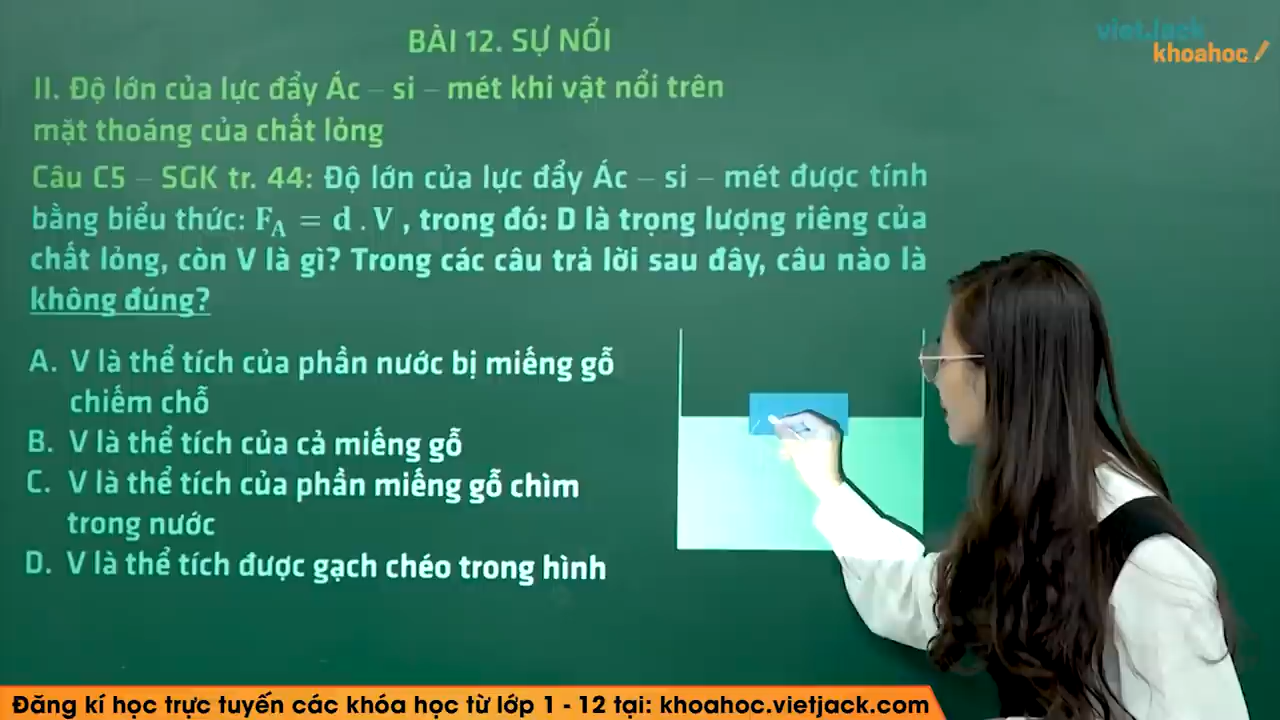 BÀI 12. SỰ NỔI
vietjack
khoahoc
II. Độ lớn của lực đẩy Ác – si – mét khi vật nổi trên
mặt thoáng của chất lỏng
Câu C5 – SGK tr. 44: Độ lớn của lực đẩy Ác – si – mét được tính
bằng biểu thức: F_A = d . V , trong đó: D là trọng lượng riêng của
chất lỏng, còn V là gì? Trong các câu trả lời sau đây, câu nào là
không đúng?
A. V là thể tích của phần nước bị miếng gỗ
chiếm chỗ
B. V là thể tích của cả miếng gỗ
C. V là thể tích của phần miếng gỗ chìm
trong nước
D. V là thể tích được gạch chéo trong hình
Đăng kí học trực tuyến các khóa học từ lớp 1 - 12 tại: khoahoc.vietjack.com